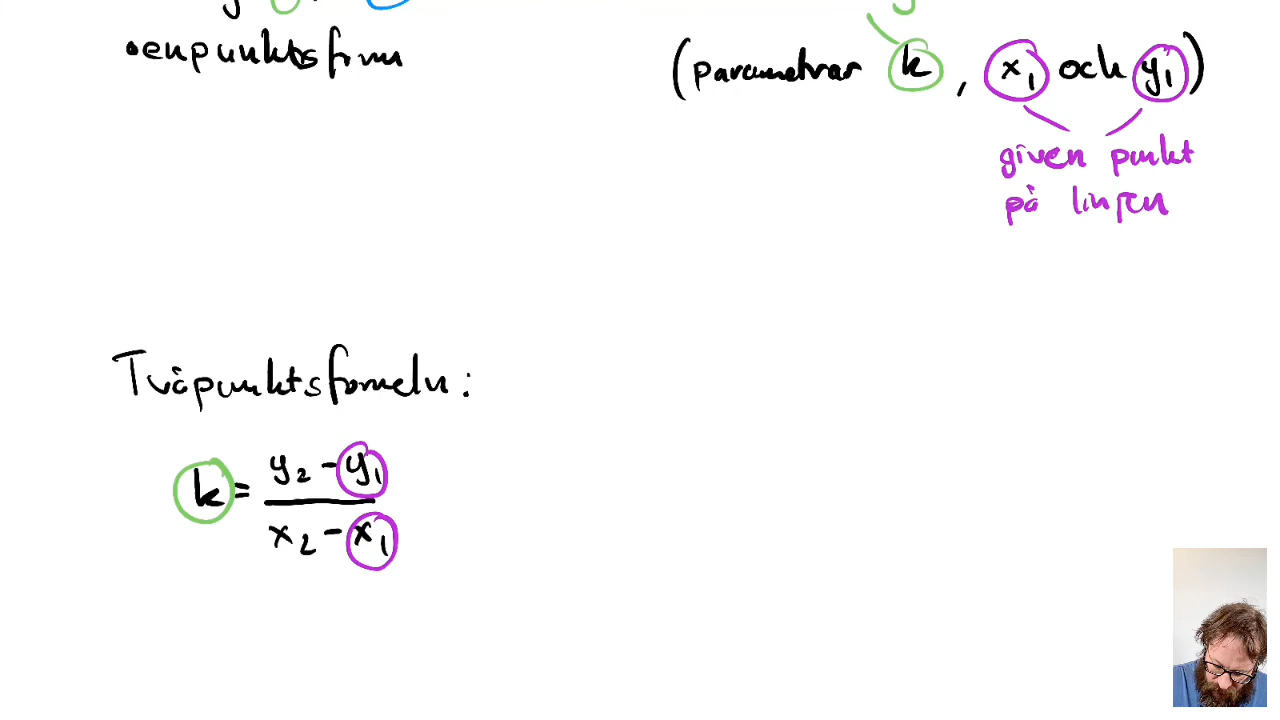 •enpunktsform
(parametrar k, x₁ och y₁)
given punkt
på linjen
Tvåpunktsformeln:
k = (y₂ - y₁) / (x₂ - x₁)